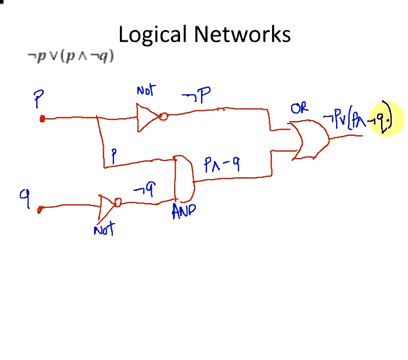 Logical Networks
¬p∨(p∧¬q)
P
Not
¬P
OR
¬P∨(P∧¬q)
P
P∧¬q
q
¬q
Not
AND